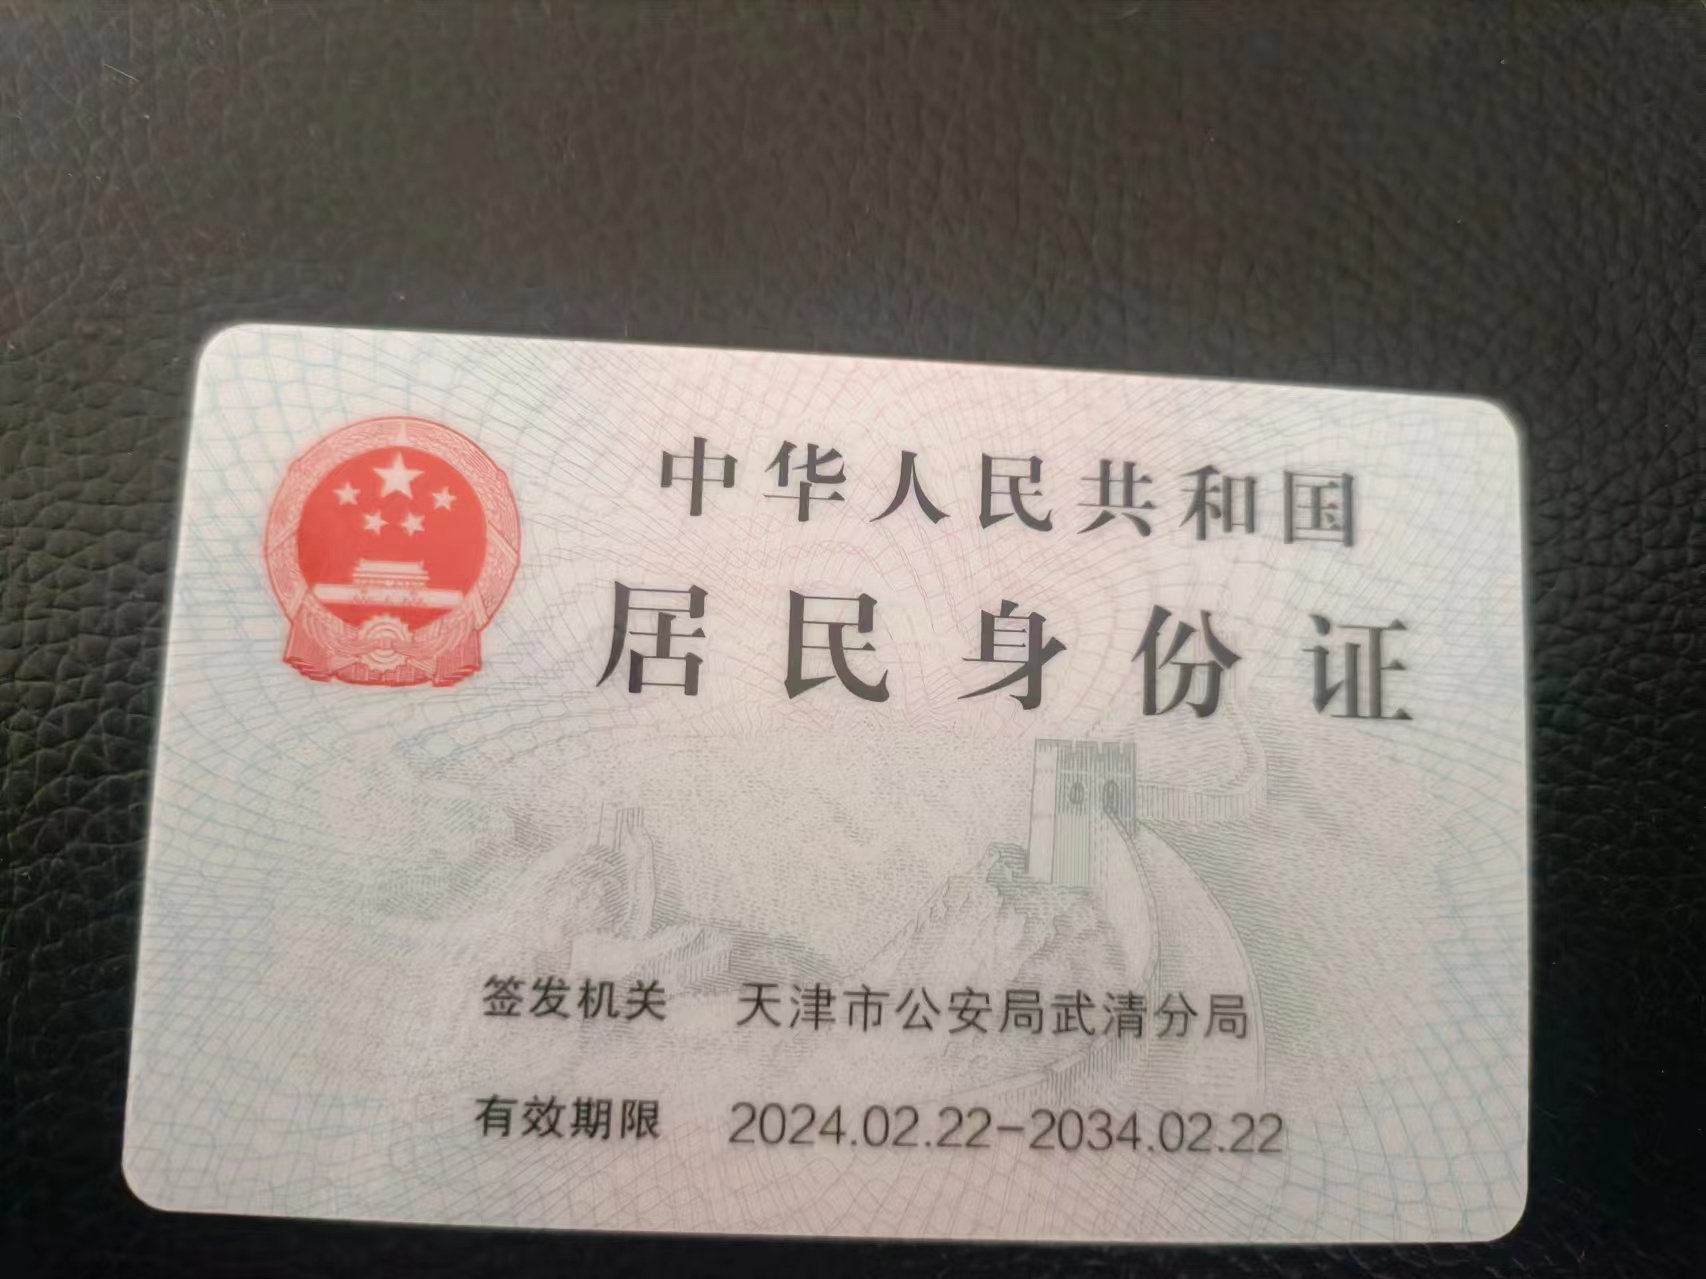 中华人民共和国
居民身份证
签发机关 天津市公安局武清分局
有效期限 2024.02.22-2034.02.22